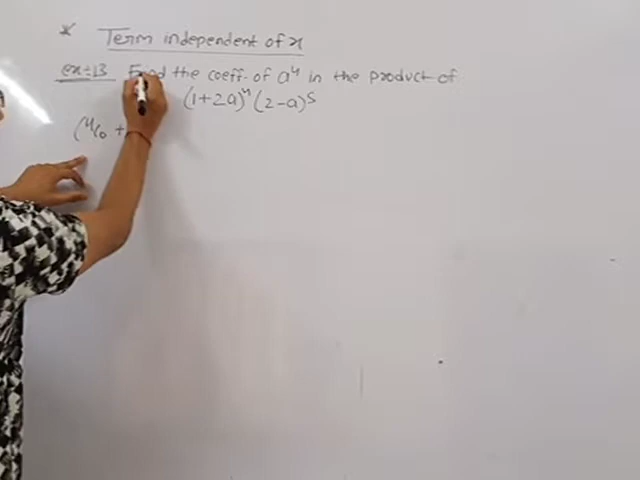 * Term independent of x
ex:-13 Find the coeff. of a⁴ in the product of
(1+2a)⁴ (2-a)⁵
(⁴C₀ +